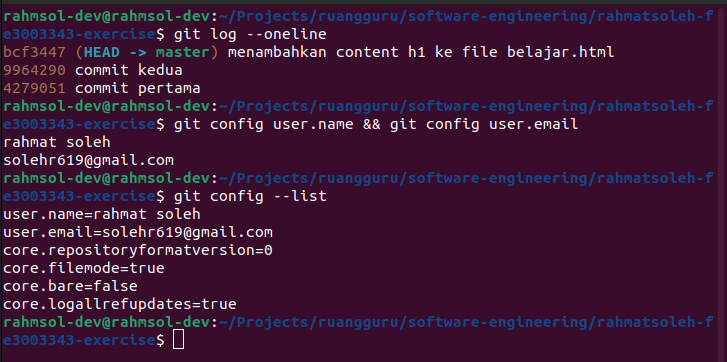 rahmsol-dev@rahmsol-dev:~/Projects/ruangguru/software-engineering/rahmatsoleh-f
e3003343-exercise$ git log --oneline
bcf3447 (HEAD -> master) menambahkan content h1 ke file belajar.html
9964290 commit kedua
4279051 commit pertama
rahmsol-dev@rahmsol-dev:~/Projects/ruangguru/software-engineering/rahmatsoleh-f
e3003343-exercise$ git config user.name && git config user.email
rahmat soleh
solehr619@gmail.com
rahmsol-dev@rahmsol-dev:~/Projects/ruangguru/software-engineering/rahmatsoleh-f
e3003343-exercise$ git config --list
user.name=rahmat soleh
user.email=solehr619@gmail.com
core.repositoryformatversion=0
core.filemode=true
core.bare=false
core.logallrefupdates=true
rahmsol-dev@rahmsol-dev:~/Projects/ruangguru/software-engineering/rahmatsoleh-f
e3003343-exercise$